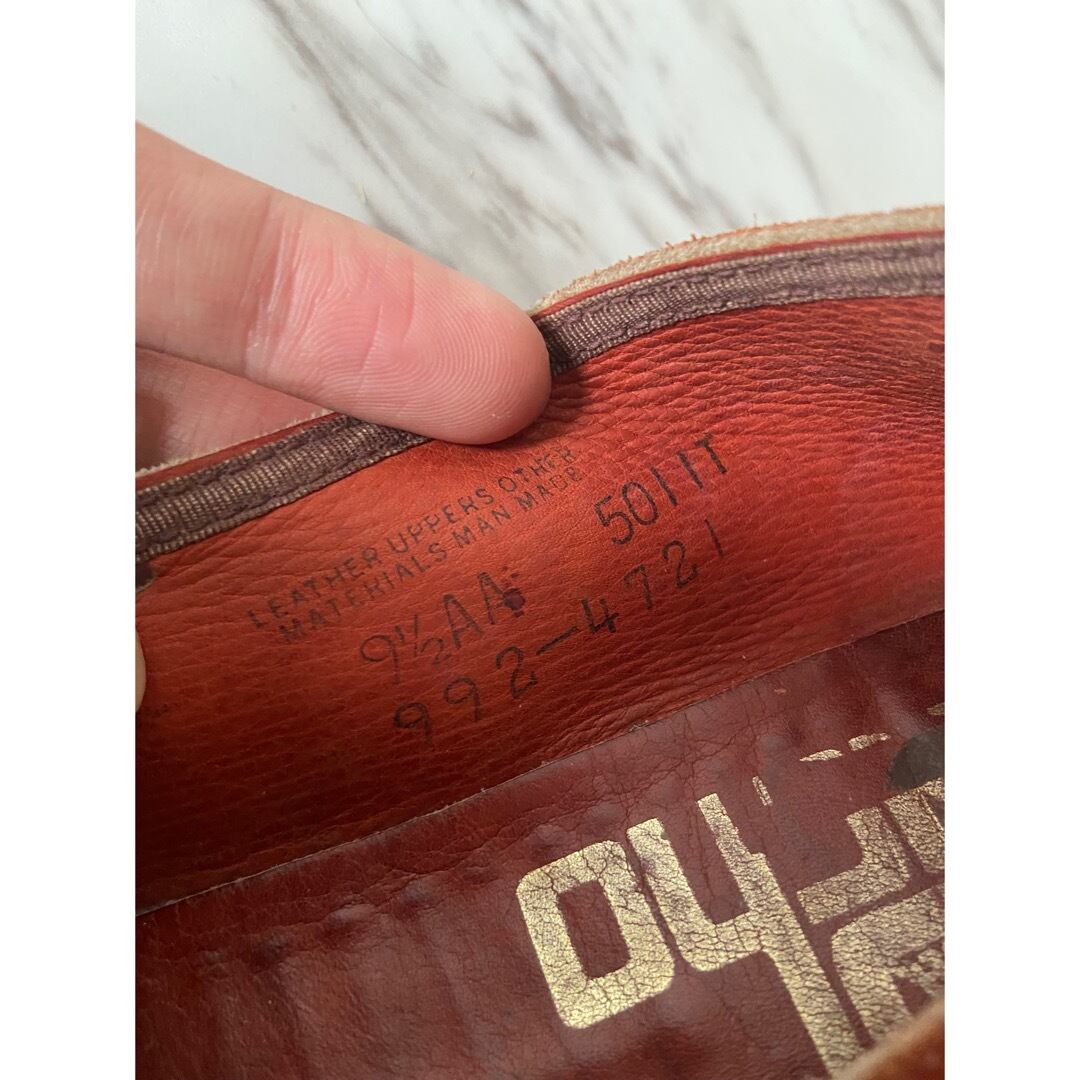 LEATHER UPPERS OTHER
MATERIALS MAN MADE
9½AA 5011T
992-4721